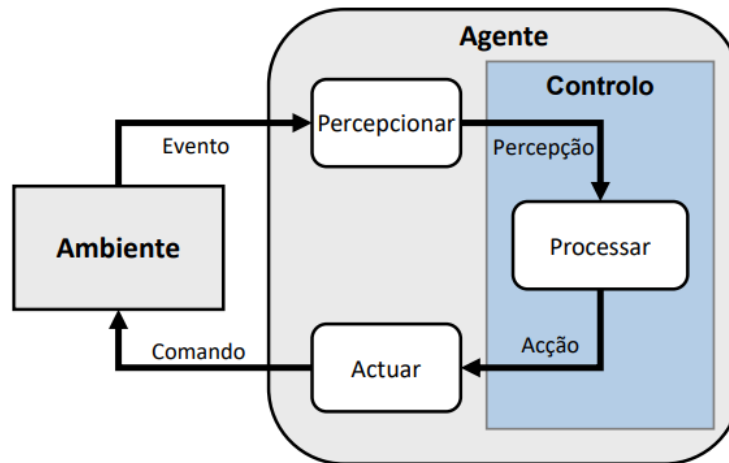 Agente
Controlo
Percepcionar
Evento
Percepção
Ambiente
Processar
Comando
Acção
Actuar